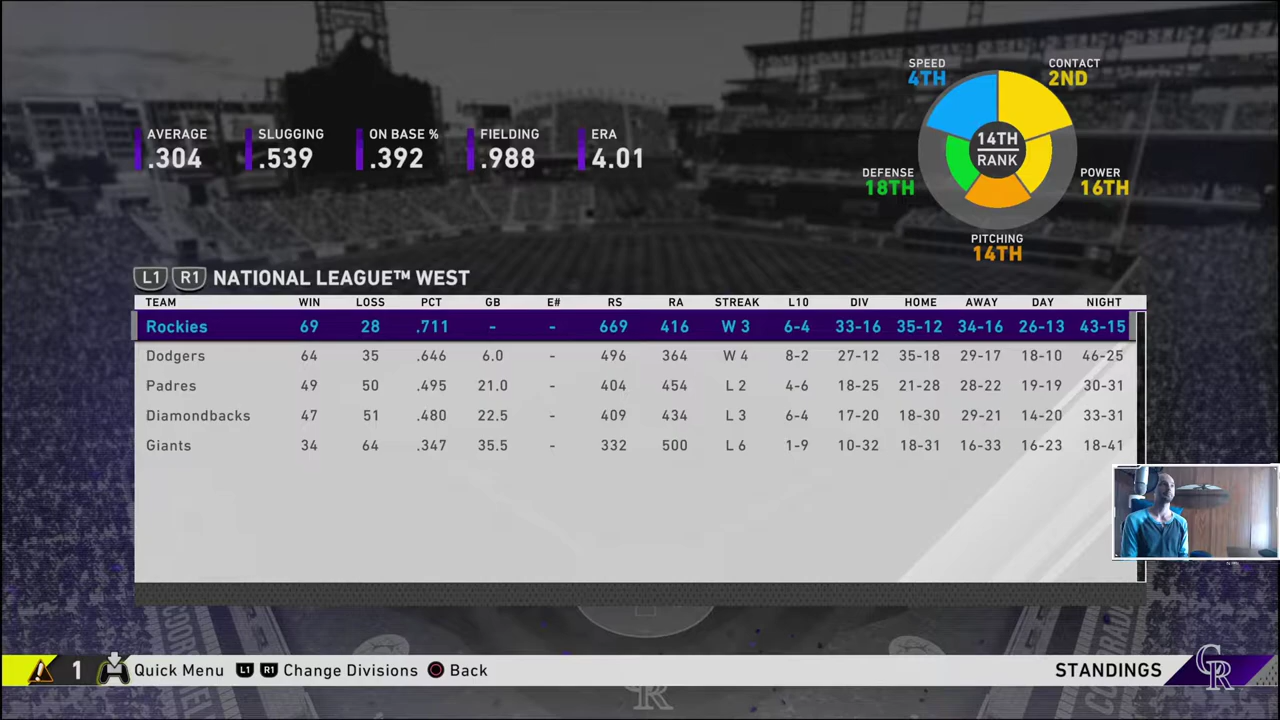 SPEED
4TH
CONTACT
2ND
AVERAGE SLUGGING ON BASE % FIELDING ERA
.304 .539 .392 .988 4.01
14TH
RANK
DEFENSE
18TH
POWER
16TH
PITCHING
14TH
L1 R1 NATIONAL LEAGUE™ WEST
TEAM WIN LOSS PCT GB E# RS RA STREAK L10 DIV HOME AWAY DAY NIGHT
Rockies 69 28 .711 - - 669 416 W 3 6-4 33-16 35-12 34-16 26-13 43-15
Dodgers 64 35 .646 6.0 - 496 364 W 4 8-2 27-12 35-18 29-17 18-10 46-25
Padres 49 50 .495 21.0 - 404 454 L 2 4-6 18-25 21-28 28-22 19-19 30-31
Diamondbacks 47 51 .480 22.5 - 409 434 L 3 6-4 17-20 18-30 29-21 14-20 33-31
Giants 34 64 .347 35.5 - 332 500 L 6 1-9 10-32 18-31 16-33 16-23 18-41
1 Quick Menu L1 R1 Change Divisions Back STANDINGS CR
CR